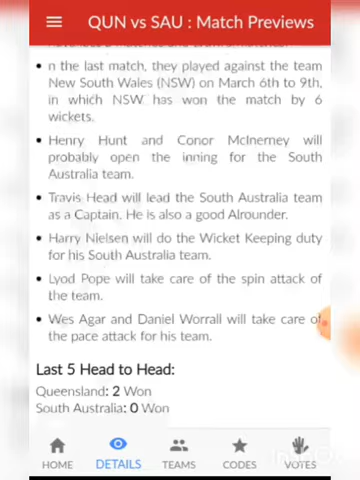 QUN vs SAU : Match Previews
n the last match, they played against the team
New South Wales (NSW) on March 6th to 9th,
in which NSW has won the match by 6
wickets.
Henry Hunt and Conor McInerney will
probably open the inning for the South
Australia team.
Travis Head will lead the South Australia team
as a Captain. He is also a good Alrounder.
Harry Nielsen will do the Wicket Keeping duty
for his South Australia team.
Lyod Pope will take care of the spin attack of
the team.
Wes Agar and Daniel Worrall will take care of
the pace attack for his team.
Last 5 Head to Head:
Queensland: 2 Won
South Australia: 0 Won
HOME DETAILS TEAMS CODES VOTES